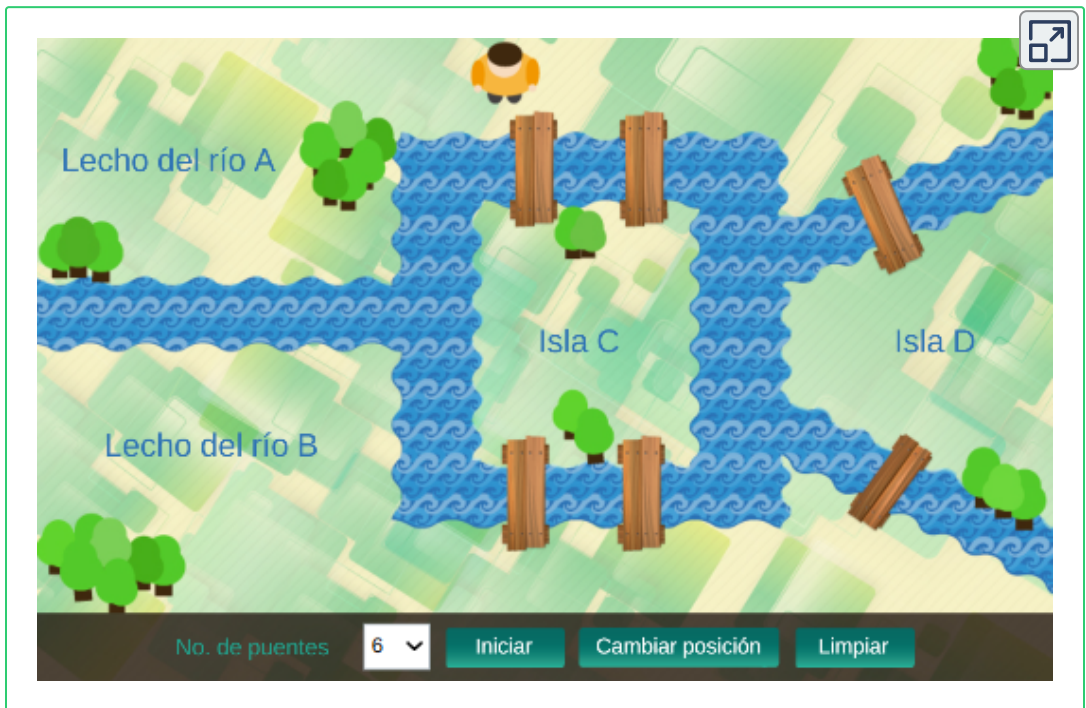 Lecho del río A
Isla C
Isla D
Lecho del río B
No. de puentes 6 Iniciar Cambiar posición Limpiar